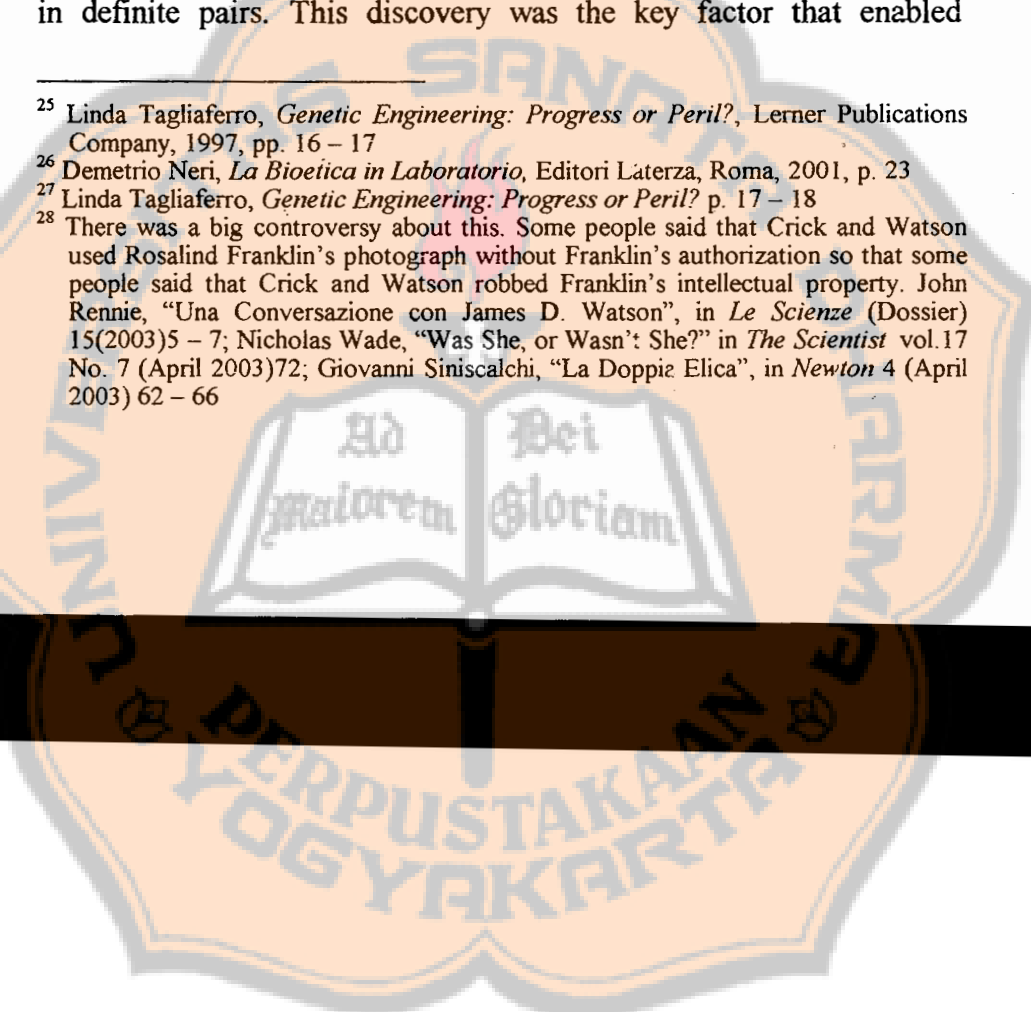 in definite pairs. This discovery was the key factor that enabled
25 Linda Tagliaferro, Genetic Engineering: Progress or Peril?, Lerner Publications
Company, 1997, pp. 16 – 17
26 Demetrio Neri, La Bioetica in Laboratorio, Editori Laterza, Roma, 2001, p. 23
27 Linda Tagliaferro, Genetic Engineering: Progress or Peril? p. 17 – 18
28 There was a big controversy about this. Some people said that Crick and Watson
used Rosalind Franklin's photograph without Franklin's authorization so that some
people said that Crick and Watson robbed Franklin's intellectual property. John
Rennie, “Una Conversazione con James D. Watson”, in Le Scienze (Dossier)
15(2003)5 – 7; Nicholas Wade, “Was She, or Wasn't She?” in The Scientist vol.17
No. 7 (April 2003)72; Giovanni Siniscalchi, “La Doppia Elica”, in Newton 4 (April
2003) 62 – 66
UNIVERSITAS SANATA DHARMA
Ad Dei
maiorem Gloriam
PERPUSTAKAAN
YOGYAKARTA